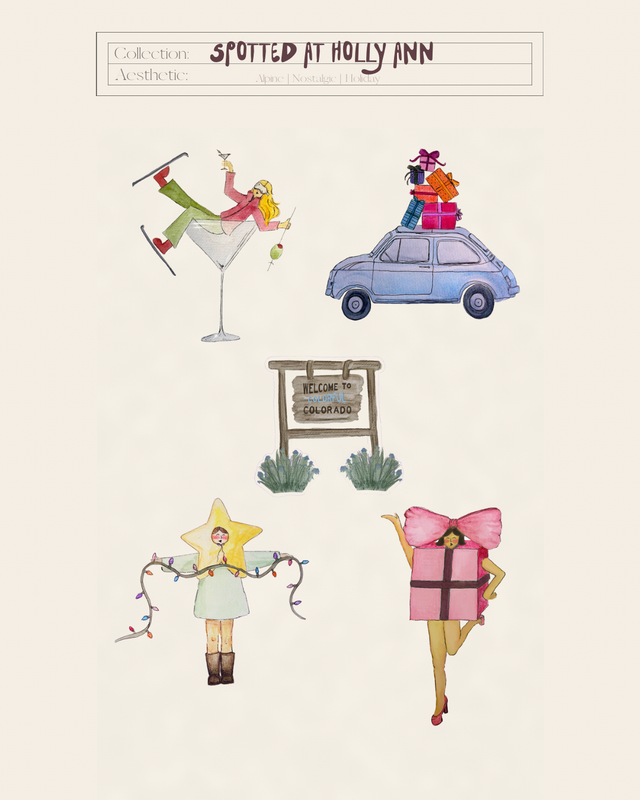 Collection: SPOTTED AT HOLLY ANN
Aesthetic: Alpine | Nostalgic | Holiday
WELCOME TO
COLORADO